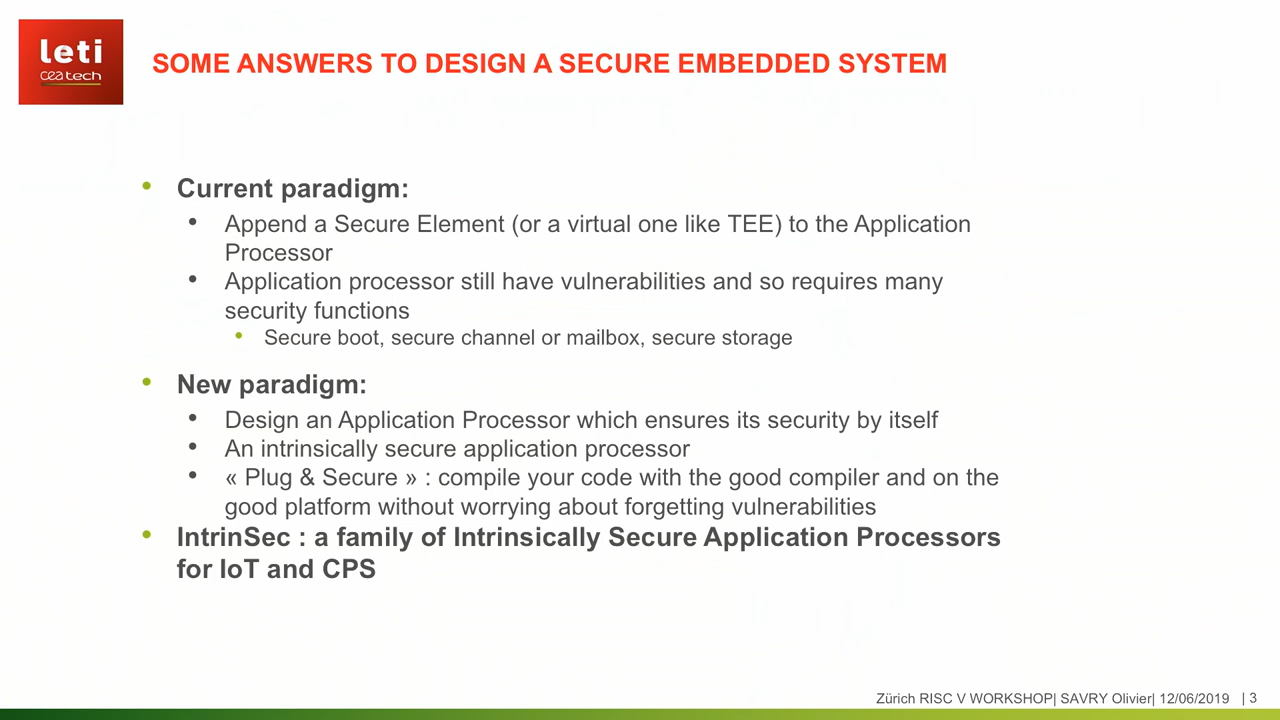 leti
ceatech
SOME ANSWERS TO DESIGN A SECURE EMBEDDED SYSTEM
• Current paradigm:
• Append a Secure Element (or a virtual one like TEE) to the Application
Processor
• Application processor still have vulnerabilities and so requires many
security functions
• Secure boot, secure channel or mailbox, secure storage
• New paradigm:
• Design an Application Processor which ensures its security by itself
• An intrinsically secure application processor
• « Plug & Secure » : compile your code with the good compiler and on the
good platform without worrying about forgetting vulnerabilities
• IntrinSec : a family of Intrinsically Secure Application Processors
for IoT and CPS
Zürich RISC V WORKSHOP| SAVRY Olivier| 12/06/2019 | 3